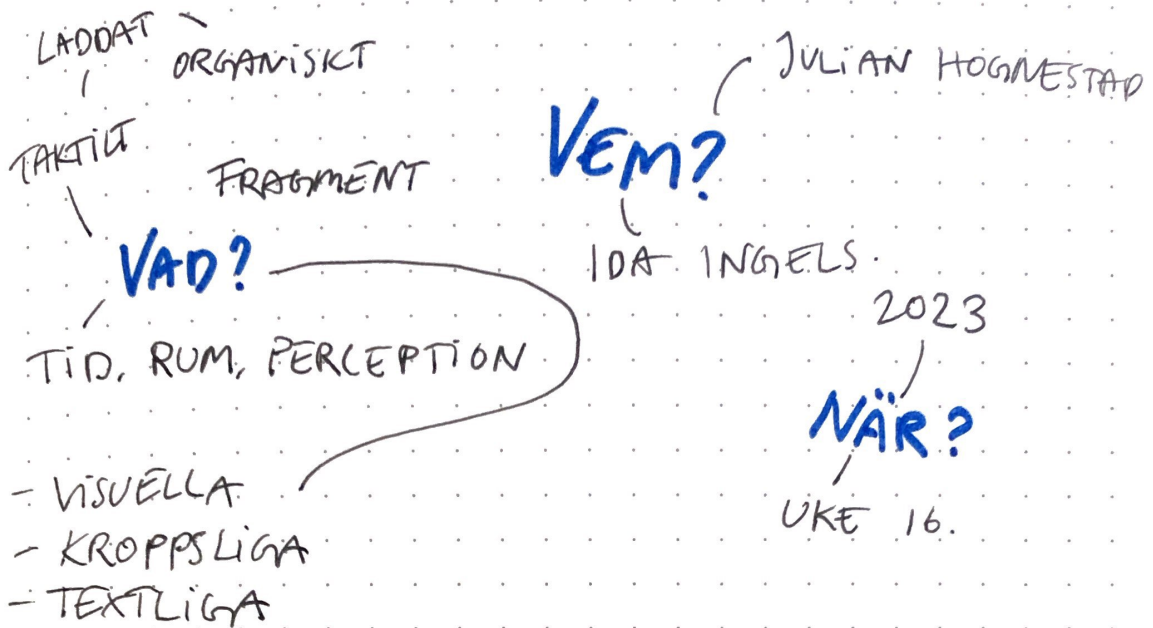 LADDAT
ORGANISKT
TAKTILT
FRAGMENT
VAD?
TID, RUM, PERCEPTION
- VISUELLA
- KROPPSLIGA
- TEXTLIGA
JULIAN HOGNESTAD
VEM?
IDA INGELS.
2023
NÄR?
UKE 16.